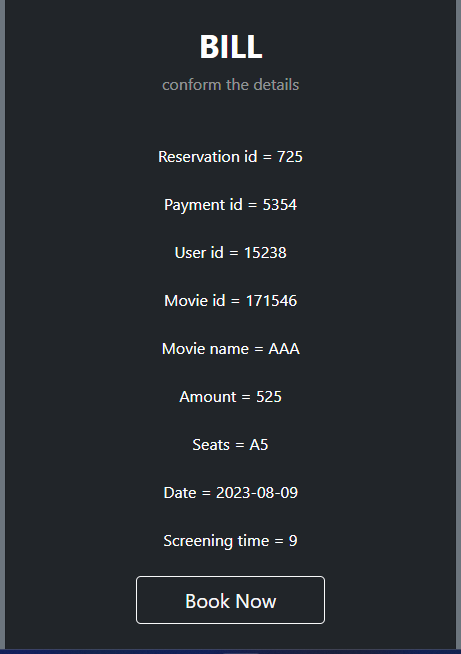 BILL
conform the details
Reservation id = 725
Payment id = 5354
User id = 15238
Movie id = 171546
Movie name = AAA
Amount = 525
Seats = A5
Date = 2023-08-09
Screening time = 9
Book Now